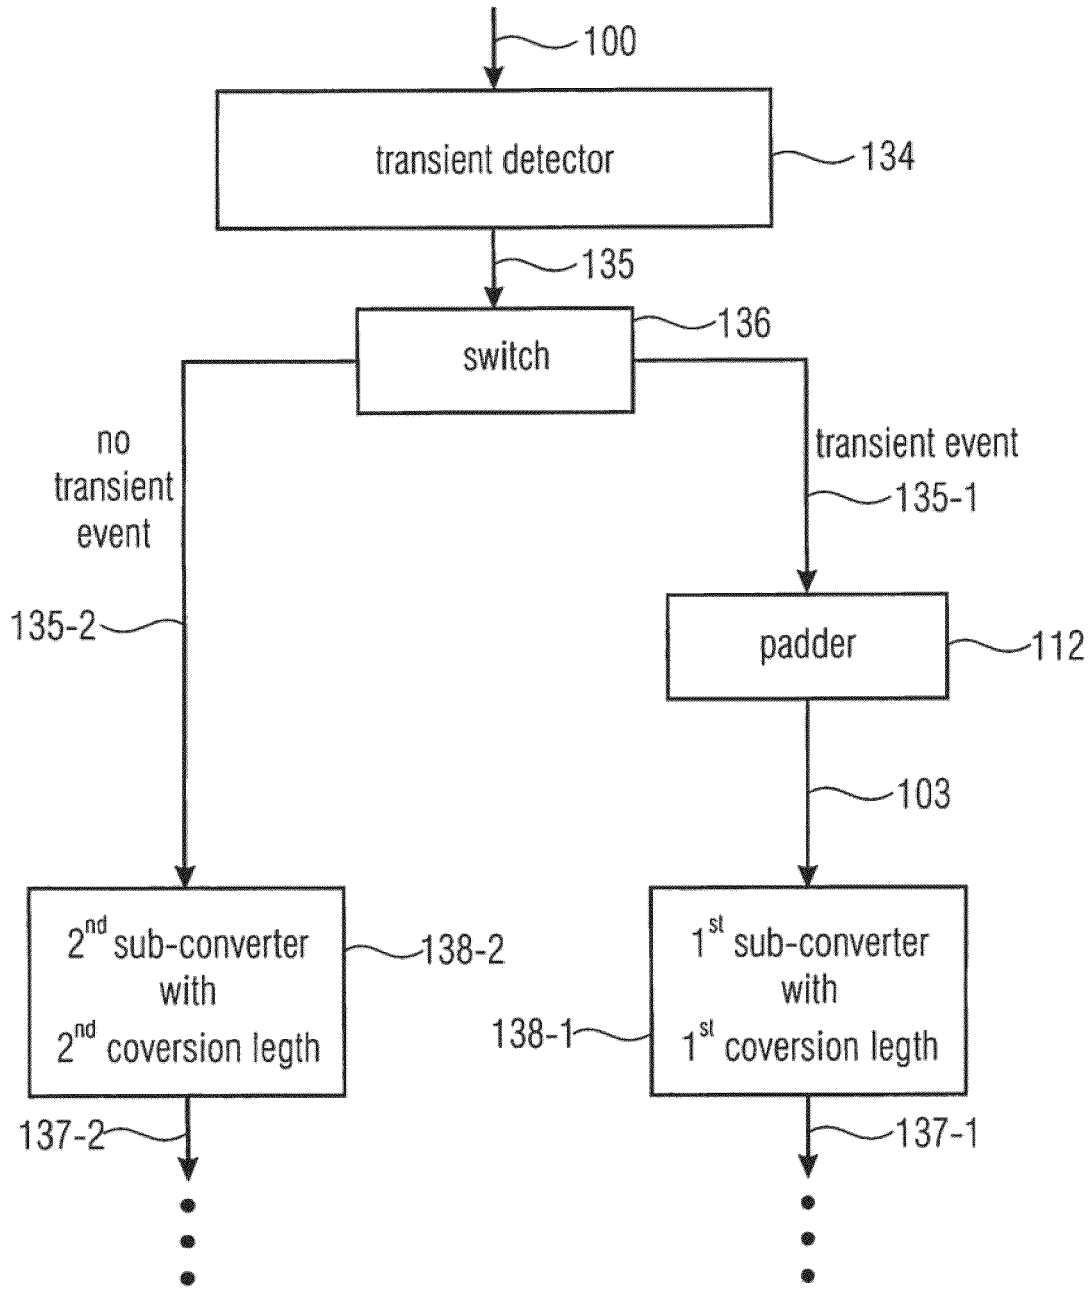 100
transient detector
134
135
136
switch
no
transient
event
transient event
135-1
135-2
padder
112
103
2nd sub-converter
with
2nd coversion legth
138-2
1st sub-converter
with
1st coversion legth
138-1
137-2
137-1